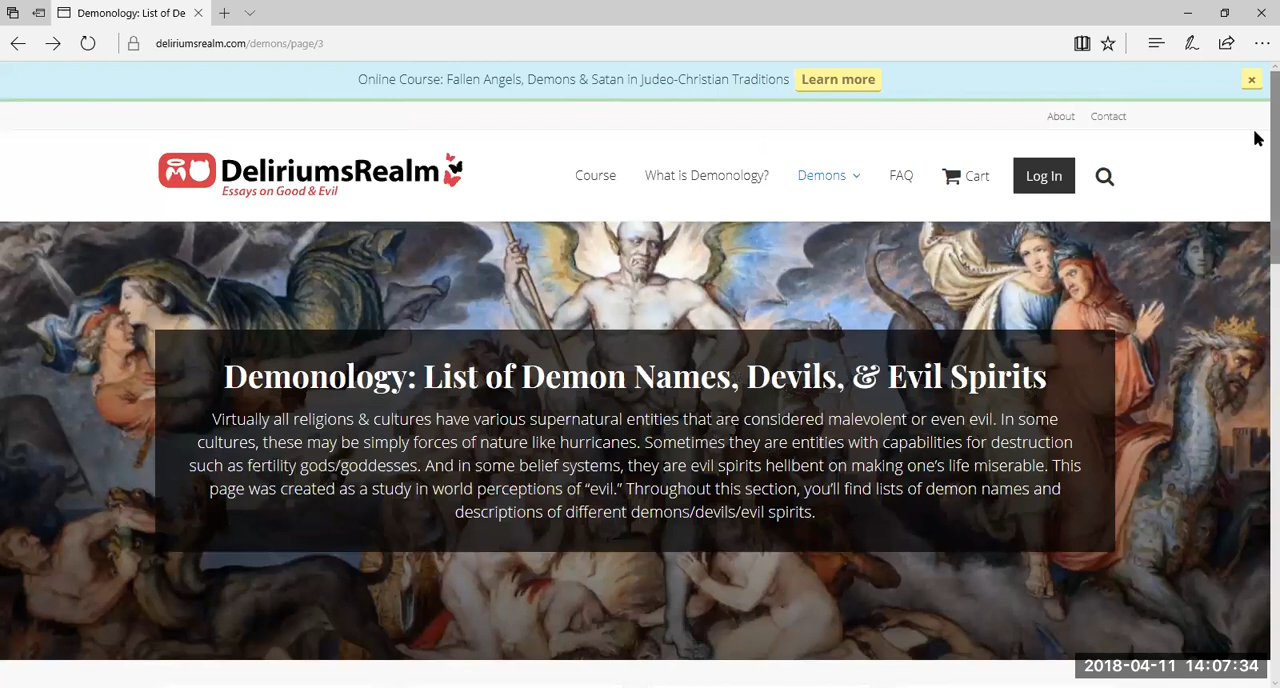 Demonology: List of De
deliriumsrealm.com/demons/page/3
Online Course: Fallen Angels, Demons & Satan in Judeo-Christian Traditions Learn more ×
About Contact
DeliriumsRealm
Essays on Good & Evil
Course What is Demonology? Demons FAQ Cart Log In
Demonology: List of Demon Names, Devils, & Evil Spirits
Virtually all religions & cultures have various supernatural entities that are considered malevolent or even evil. In some
cultures, these may be simply forces of nature like hurricanes. Sometimes they are entities with capabilities for destruction
such as fertility gods/goddesses. And in some belief systems, they are evil spirits hellbent on making one's life miserable. This
page was created as a study in world perceptions of “evil.” Throughout this section, you'll find lists of demon names and
descriptions of different demons/devils/evil spirits.
2018-04-11 14:07:34